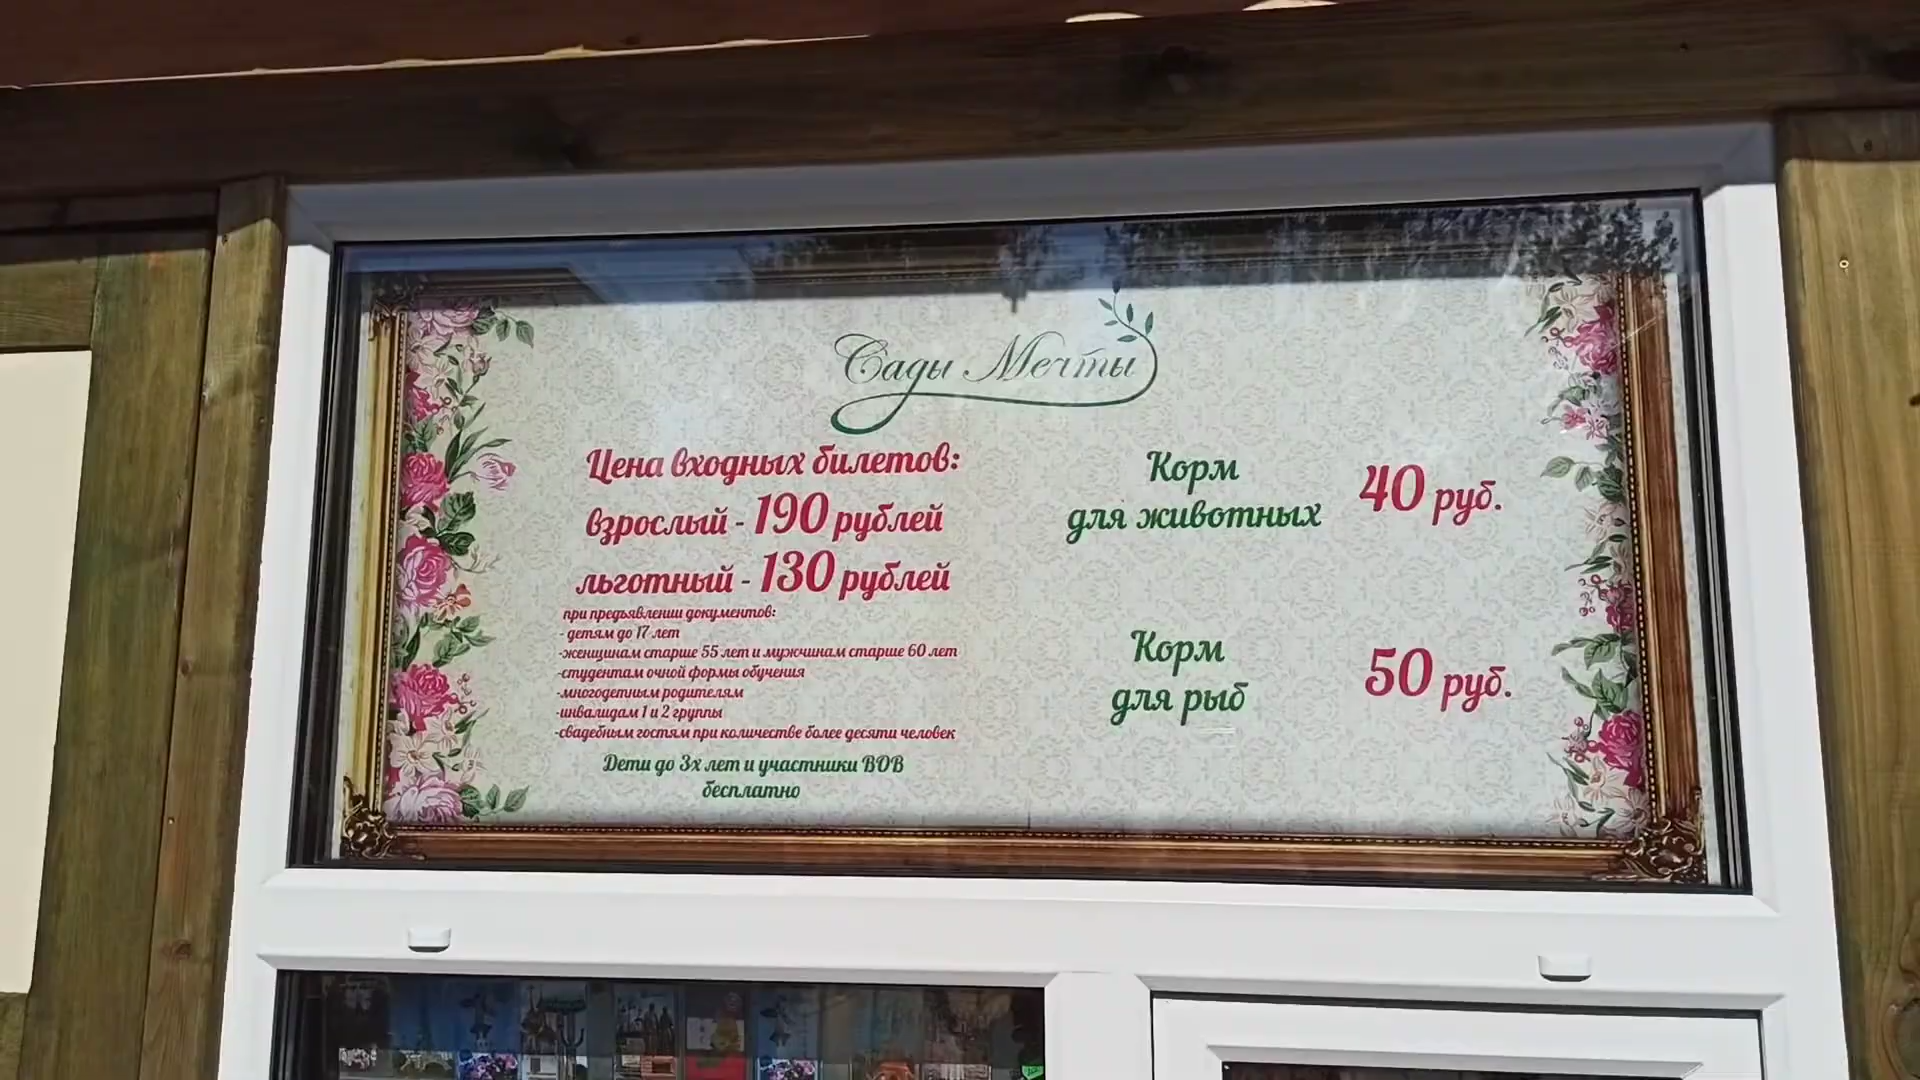 Сады Мечты
Цена входных билетов:
взрослый - 190 рублей
льготный - 130 рублей
при предъявлении документов:
- детям до 17 лет
-женщинам старше 55 лет и мужчинам старше 60 лет
-студентам очной формы обучения
-многодетным родителям
-инвалидам 1 и 2 группы
-свадебным гостям при количестве более десяти человек
Дети до 3х лет и участники ВОВ
бесплатно
Корм
для животных
40 руб.
Корм
для рыб
50 руб.